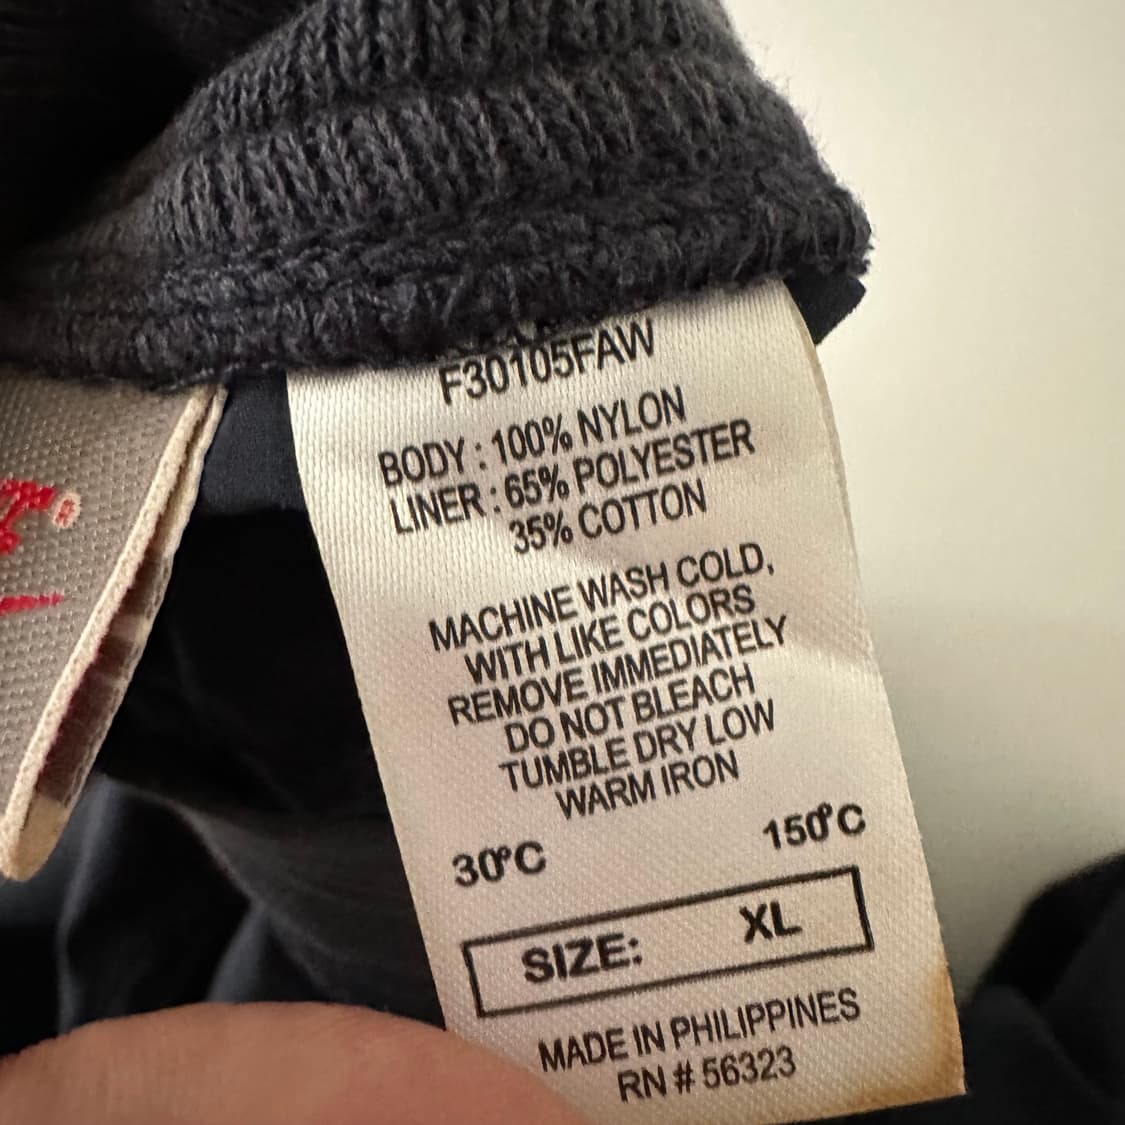 F30105FAW
BODY : 100% NYLON
LINER : 65% POLYESTER
35% COTTON
MACHINE WASH COLD,
WITH LIKE COLORS
REMOVE IMMEDIATELY
DO NOT BLEACH
TUMBLE DRY LOW
WARM IRON
30°C 150°C
SIZE: XL
MADE IN PHILIPPINES
RN # 56323